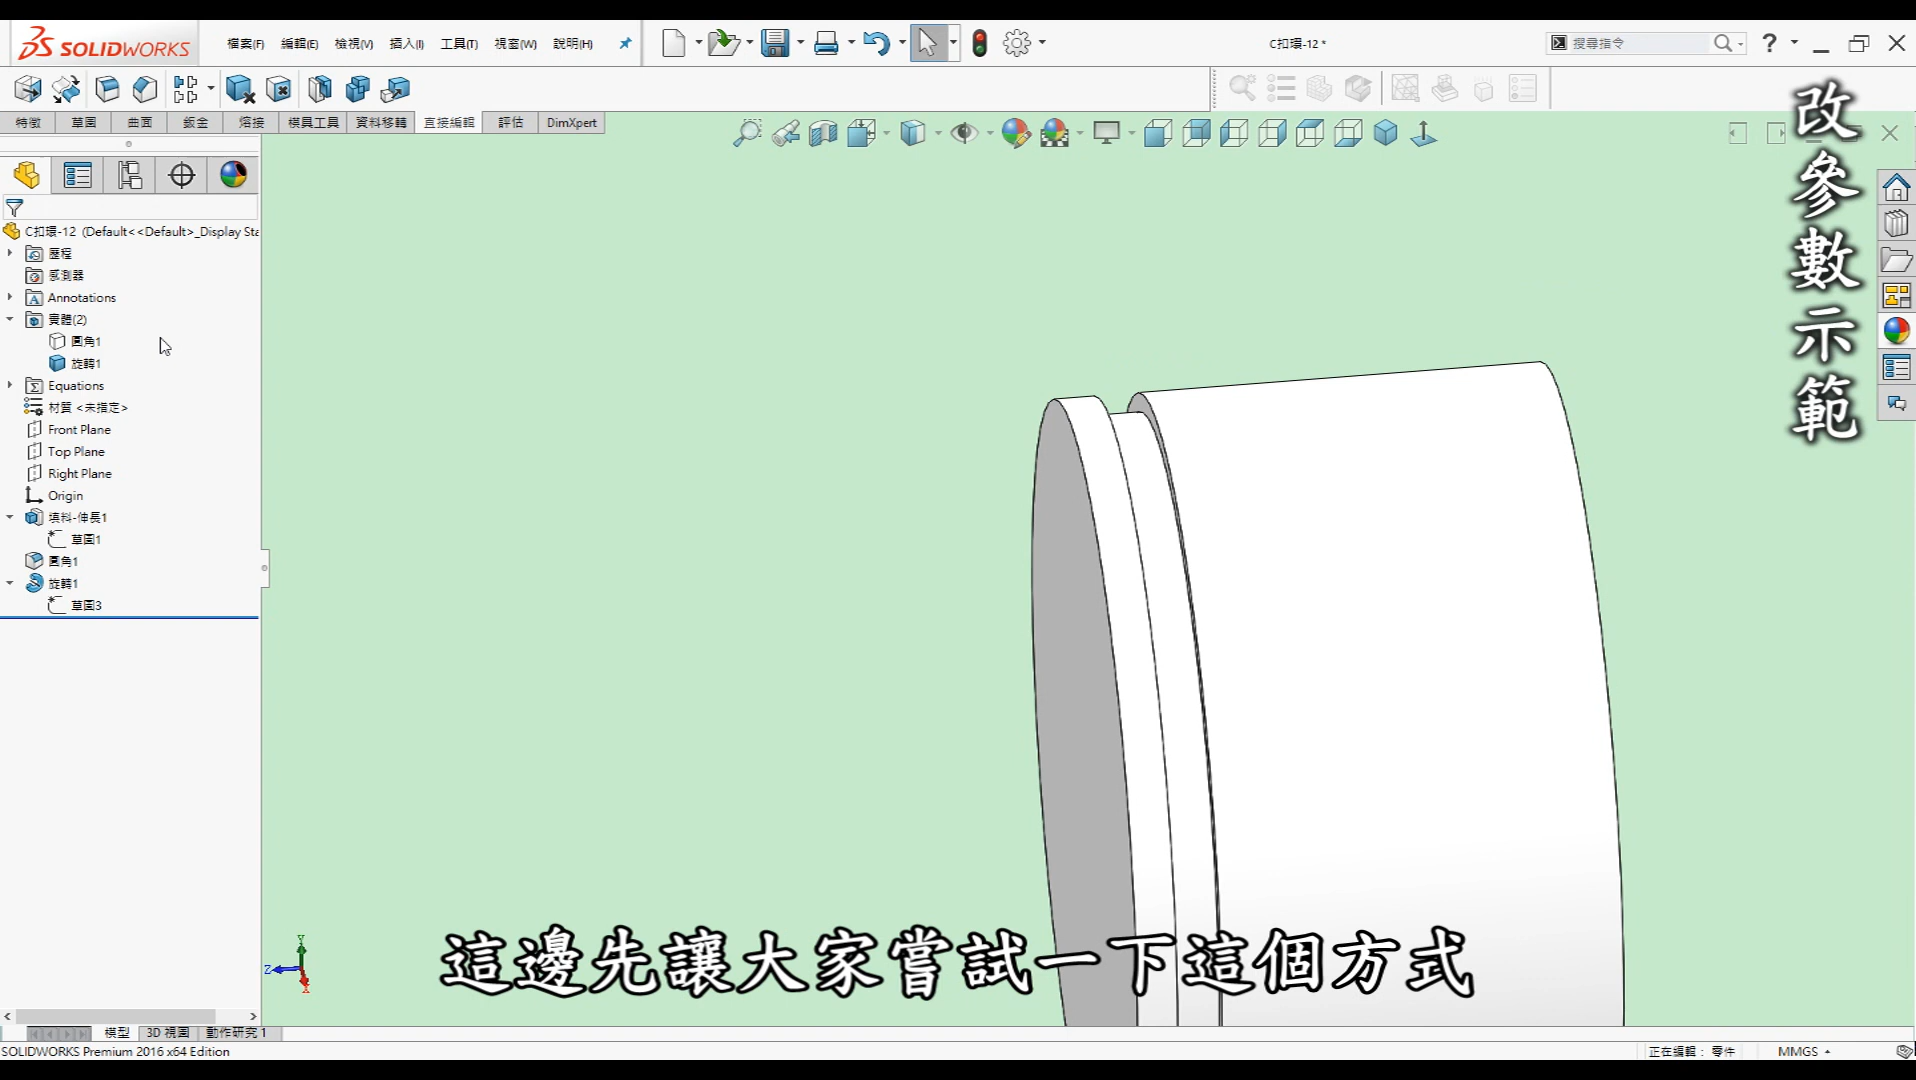 SOLIDWORKS
檔案(F) 編輯(E) 檢視(V) 插入(I) 工具(T) 視窗(W) 說明(H)
C扣環-12 *
搜尋指令
特徵 草圖 曲面 鈑金 熔接 模具工具 資料移轉 直接編輯 評估 DimXpert
改參數示範
C扣環-12 (Default<<Default>_Display Sta
歷程
感測器
Annotations
實體(2)
圓角1
旋轉1
Equations
材質 <未指定>
Front Plane
Top Plane
Right Plane
Origin
填料-伸長1
草圖1
圓角1
旋轉1
草圖3
Y
Z
X
這邊先讓大家嘗試一下這個方式
模型 3D 視圖 動作研究 1
SOLIDWORKS Premium 2016 x64 Edition
正在編輯： 零件
MMGS